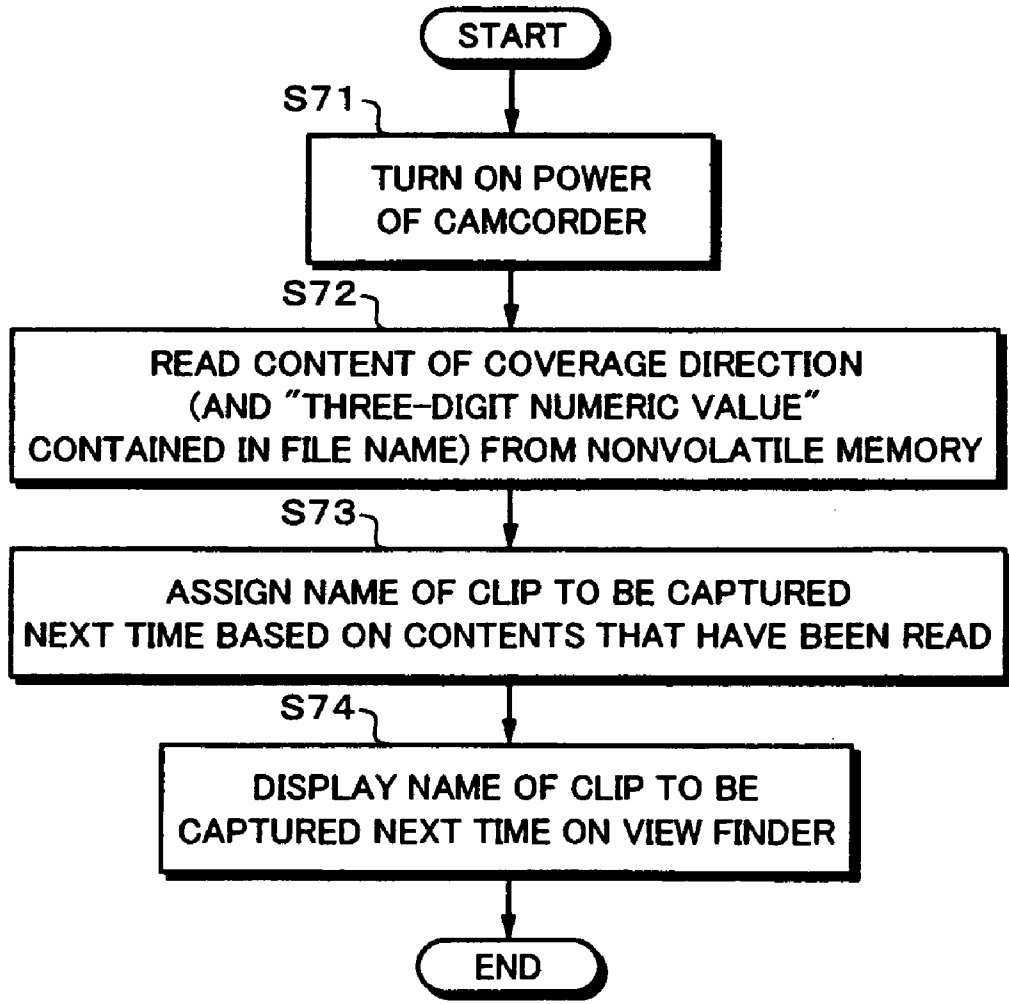 START
S71
TURN ON POWER
OF CAMCORDER
S72
READ CONTENT OF COVERAGE DIRECTION
(AND "THREE-DIGIT NUMERIC VALUE"
CONTAINED IN FILE NAME) FROM NONVOLATILE MEMORY
S73
ASSIGN NAME OF CLIP TO BE CAPTURED
NEXT TIME BASED ON CONTENTS THAT HAVE BEEN READ
S74
DISPLAY NAME OF CLIP TO BE
CAPTURED NEXT TIME ON VIEW FINDER
END